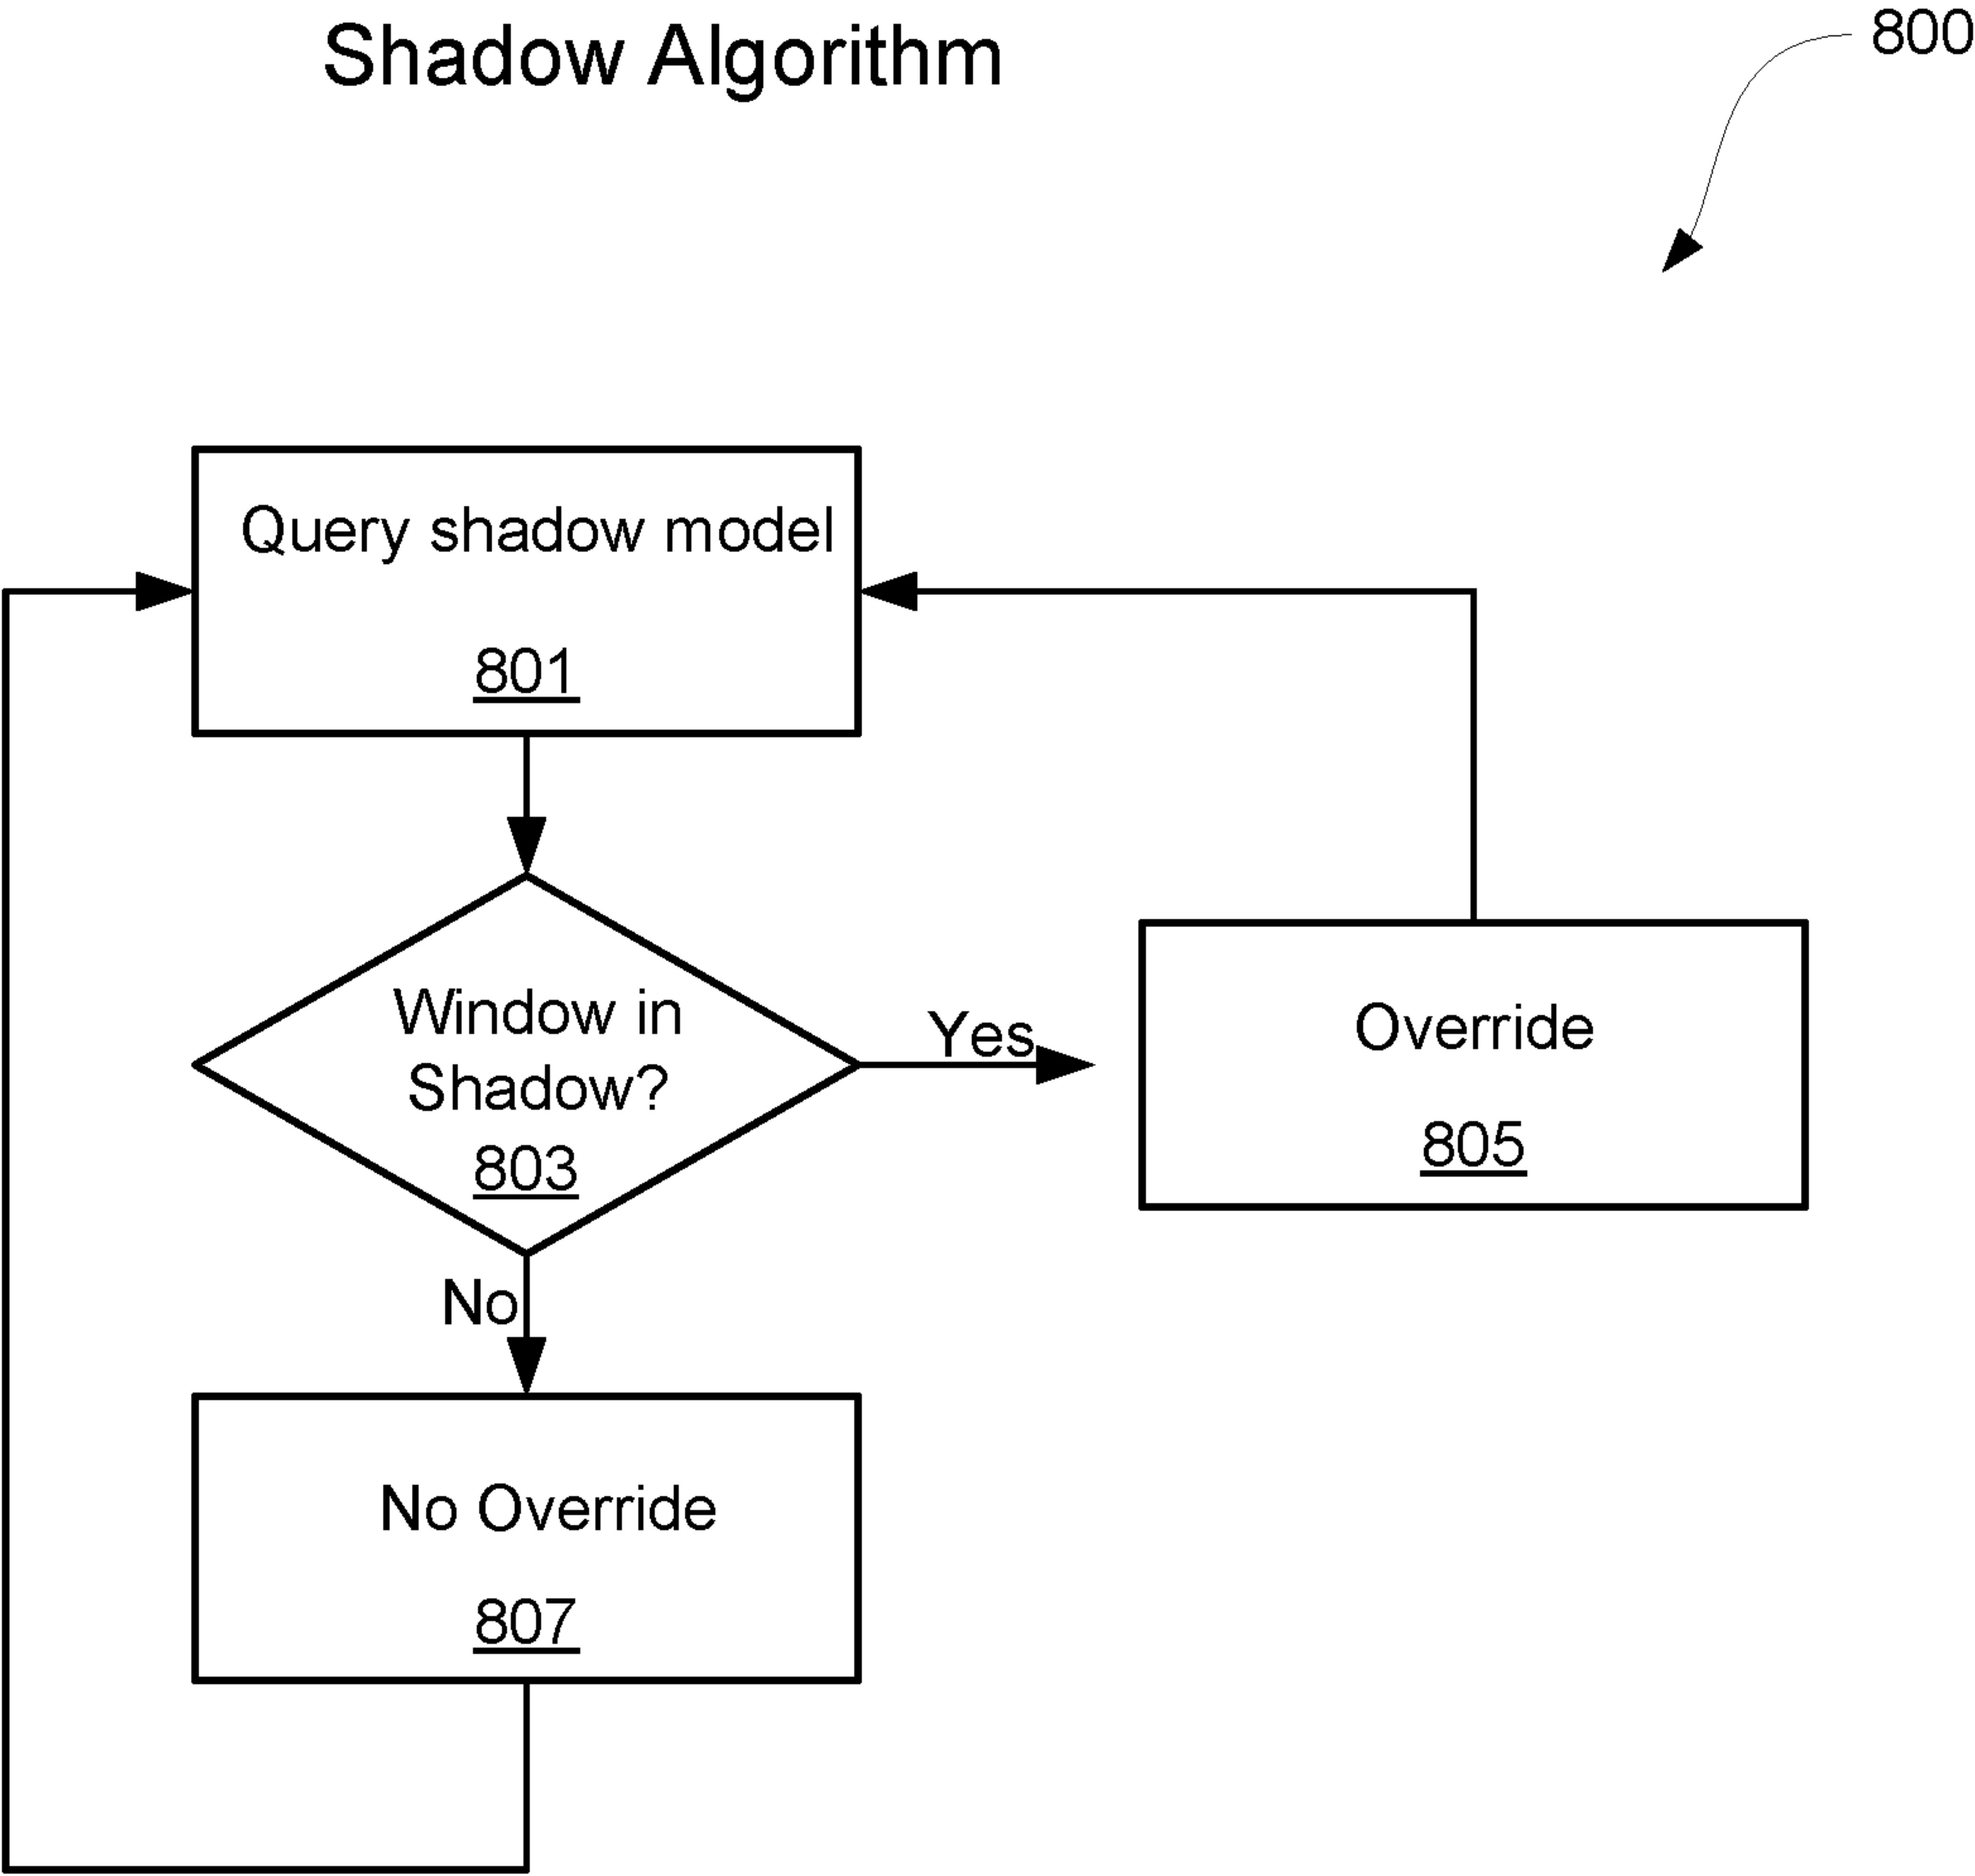 Shadow Algorithm
800
Query shadow model
801
Window in
Shadow?
803
Yes
Override
805
No
No Override
807